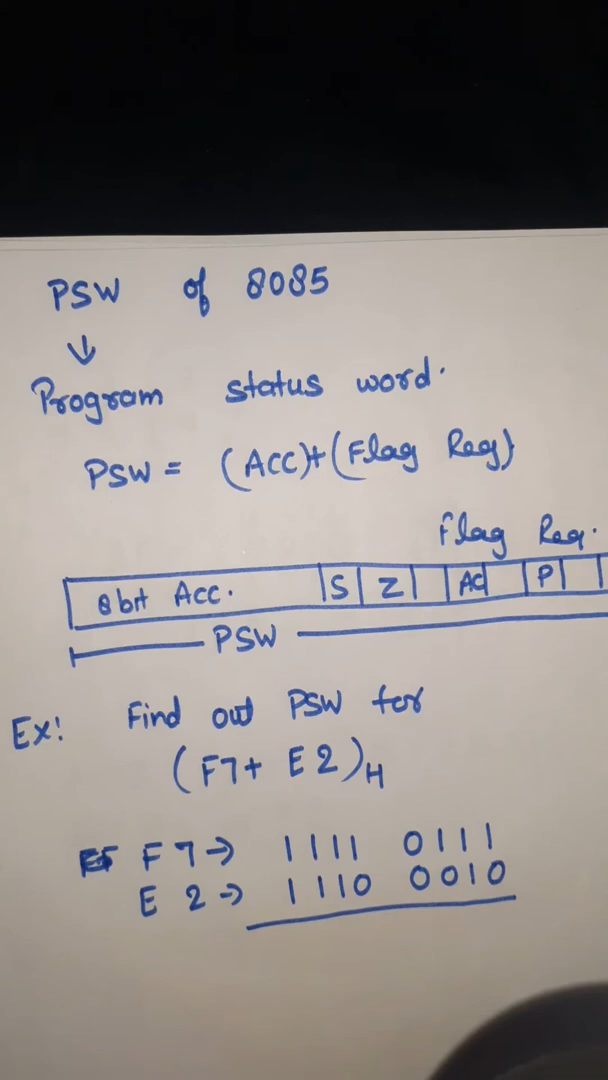 PSW of 8085
↓
Program status word.
PSW = (ACC)+(Flag Reg)
Flag Reg.
8 bit Acc. S Z AC P
PSW
Ex! Find out PSW for
(F7+ E2)H
F7→ 1111 0111
E 2→ 1110 0010